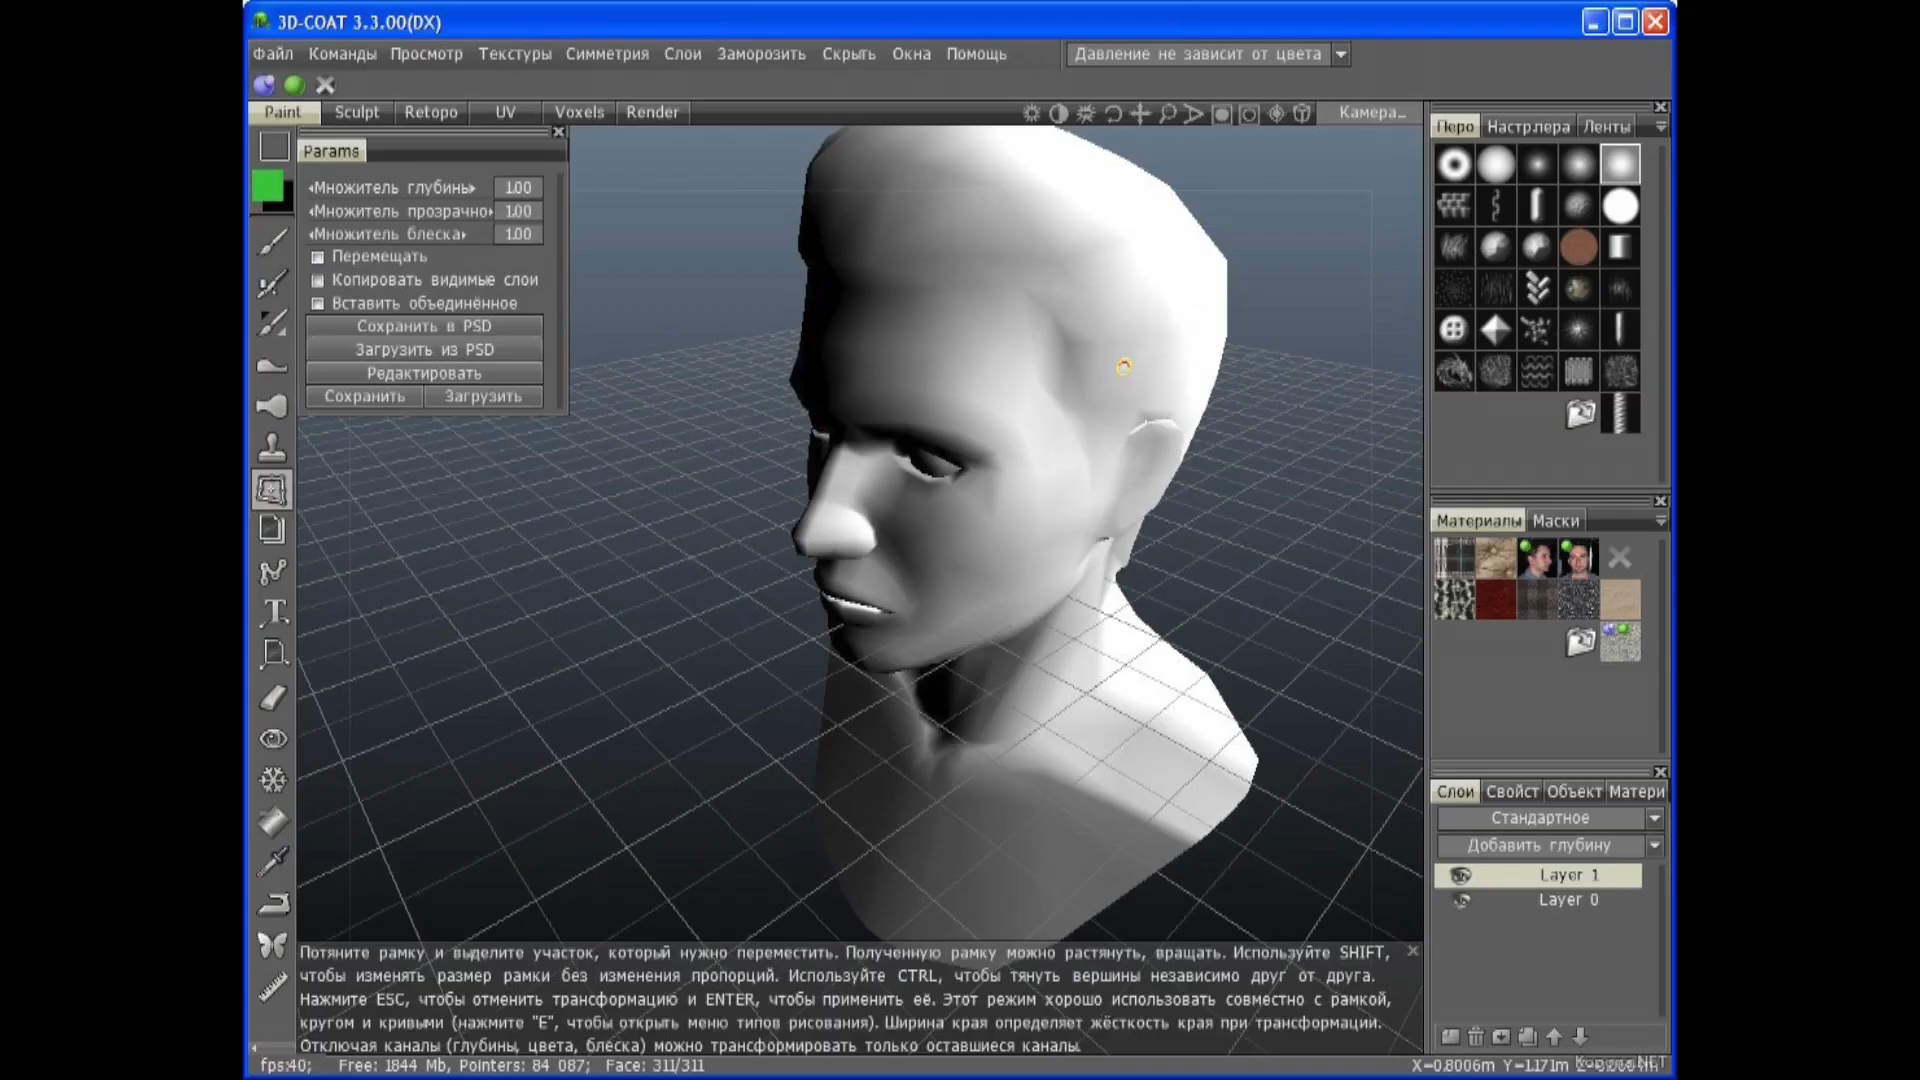 3D-COAT 3.3.00(DX)
Файл Команды Просмотр Текстуры Симметрия Слои Заморозить Скрыть Окна Помощь Давление не зависит от цвета
Paint Sculpt Retopo UV Voxels Render Камера...
Params
Множитель глубины 1.00
Множитель прозрачно 1.00
Множитель блеска 1.00
Перемещать
Копировать видимые слои
Вставить объединённое
Сохранить в PSD
Загрузить из PSD
Редактировать
Сохранить Загрузить
Перо Настр.пера Ленты
Материалы Маски
Слои Свойст Объект Матери
Стандартное
Добавить глубину
Layer 1
Layer 0
Потяните рамку и выделите участок, который нужно переместить. Полученную рамку можно растянуть, вращать. Используйте SHIFT,
чтобы изменять размер рамки без изменения пропорций. Используйте CTRL, чтобы тянуть вершины независимо друг от друга.
Нажмите ESC, чтобы отменить трансформацию и ENTER, чтобы применить её. Этот режим хорошо использовать совместно с рамкой,
кругом и кривыми (нажмите "E", чтобы открыть меню типов рисования). Ширина края определяет жёсткость края при трансформации.
Отключая каналы (глубины, цвета, блеска) можно трансформировать только оставшиеся каналы.
fps:40; Free: 1844 Mb, Pointers: 84 087; Face: 311/311 X=0.8006m Y=1.171m